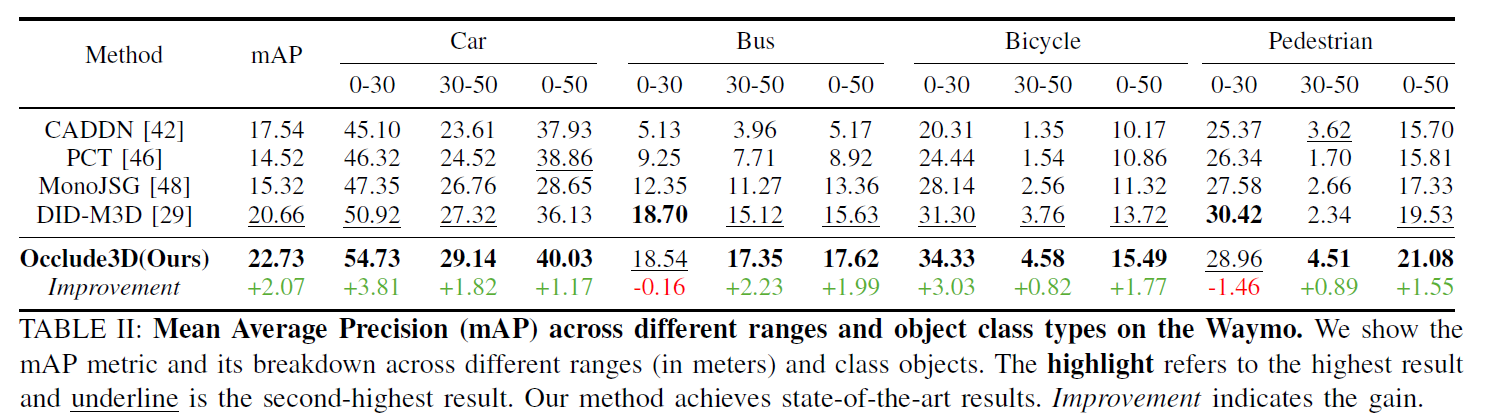 Method mAP Car Bus Bicycle Pedestrian
0-30 30-50 0-50 0-30 30-50 0-50 0-30 30-50 0-50 0-30 30-50 0-50
CADDN [42] 17.54 45.10 23.61 37.93 5.13 3.96 5.17 20.31 1.35 10.17 25.37 3.62 15.70
PCT [46] 14.52 46.32 24.52 38.86 9.25 7.71 8.92 24.44 1.54 10.86 26.34 1.70 15.81
MonoJSG [48] 15.32 47.35 26.76 28.65 12.35 11.27 13.36 28.14 2.56 11.32 27.58 2.66 17.33
DID-M3D [29] 20.66 50.92 27.32 36.13 18.70 15.12 15.63 31.30 3.76 13.72 30.42 2.34 19.53
Occlude3D(Ours) 22.73 54.73 29.14 40.03 18.54 17.35 17.62 34.33 4.58 15.49 28.96 4.51 21.08
Improvement +2.07 +3.81 +1.82 +1.17 -0.16 +2.23 +1.99 +3.03 +0.82 +1.77 -1.46 +0.89 +1.55
TABLE II: Mean Average Precision (mAP) across different ranges and object class types on the Waymo. We show the
mAP metric and its breakdown across different ranges (in meters) and class objects. The highlight refers to the highest result
and underline is the second-highest result. Our method achieves state-of-the-art results. Improvement indicates the gain.